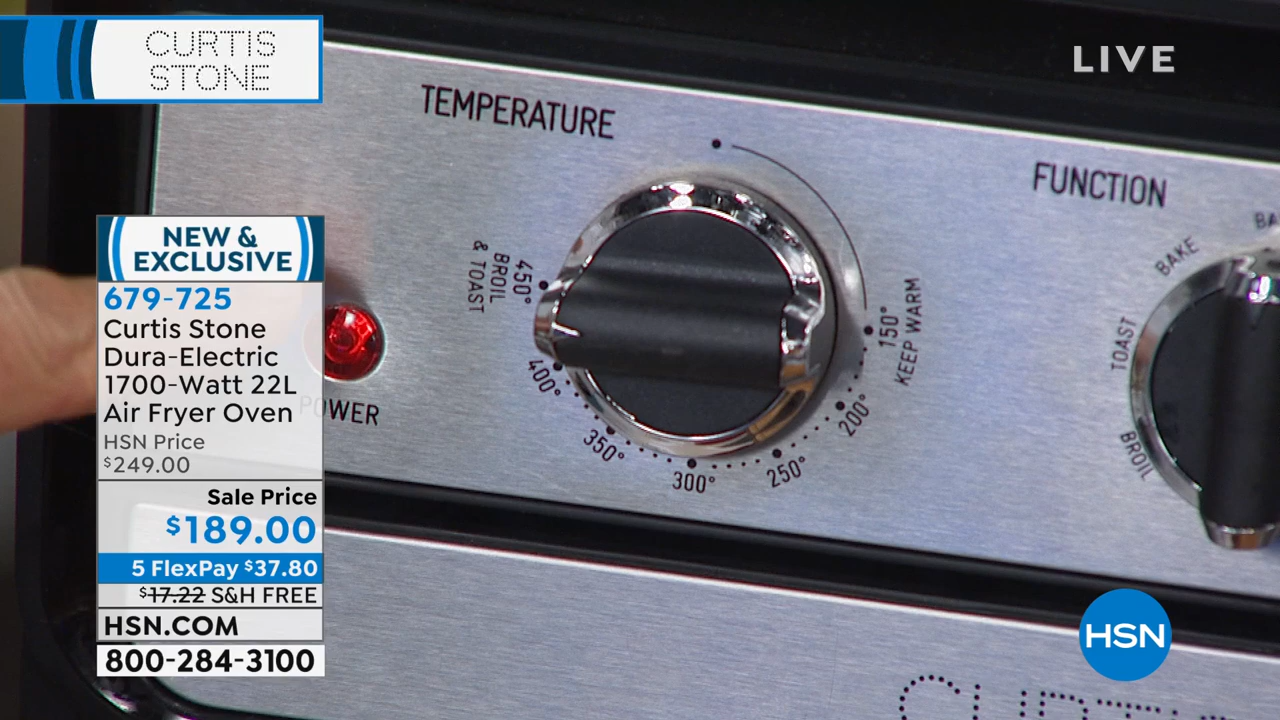 CURTIS
STONE
LIVE
TEMPERATURE
FUNCTION
NEW &
EXCLUSIVE
679-725
Curtis Stone
Dura-Electric
1700-Watt 22L
Air Fryer Oven
HSN Price
$249.00
Sale Price
$189.00
5 FlexPay $37.80
$17.22 S&H FREE
HSN.COM
800-284-3100
POWER
450°
BROIL
& TOAST
400°
350°
300°
250°
200°
150°
KEEP WARM
BAKE
TOAST
BROIL
HSN